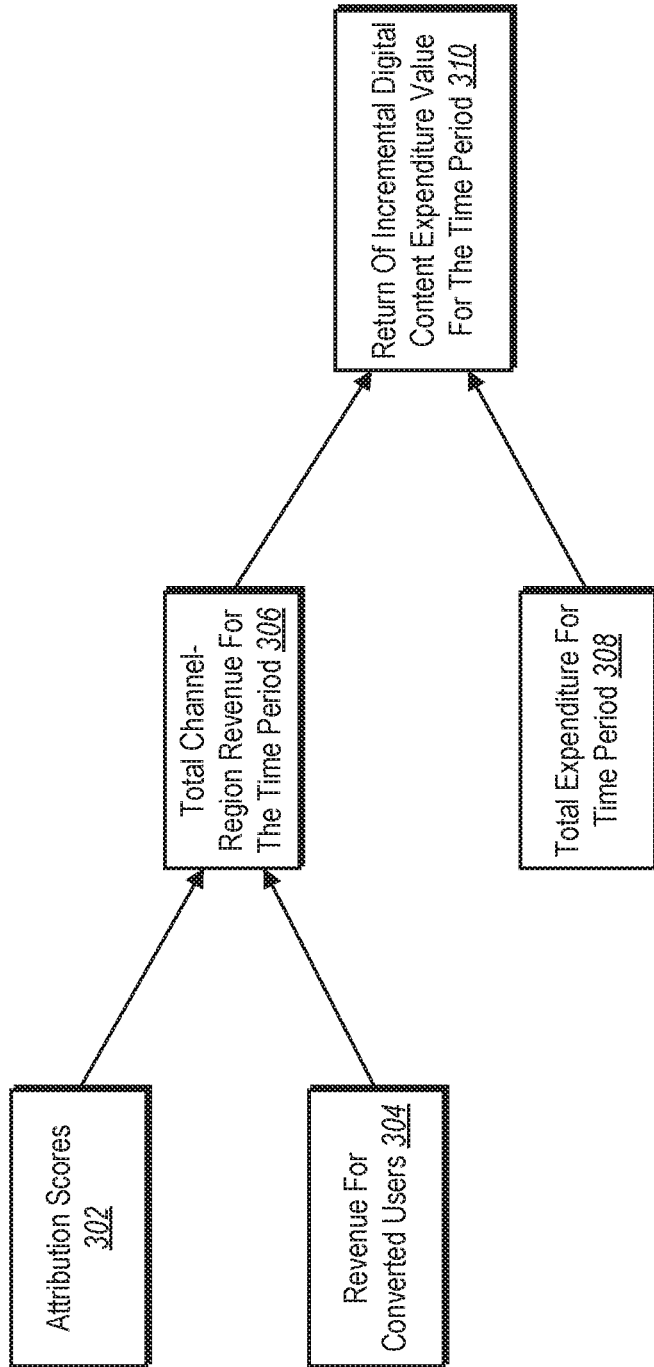 Attribution Scores
302
Revenue For
Converted Users 304
Total Channel-
Region Revenue For
The Time Period 306
Total Expenditure For
Time Period 308
Return Of Incremental Digital
Content Expenditure Value
For The Time Period 310